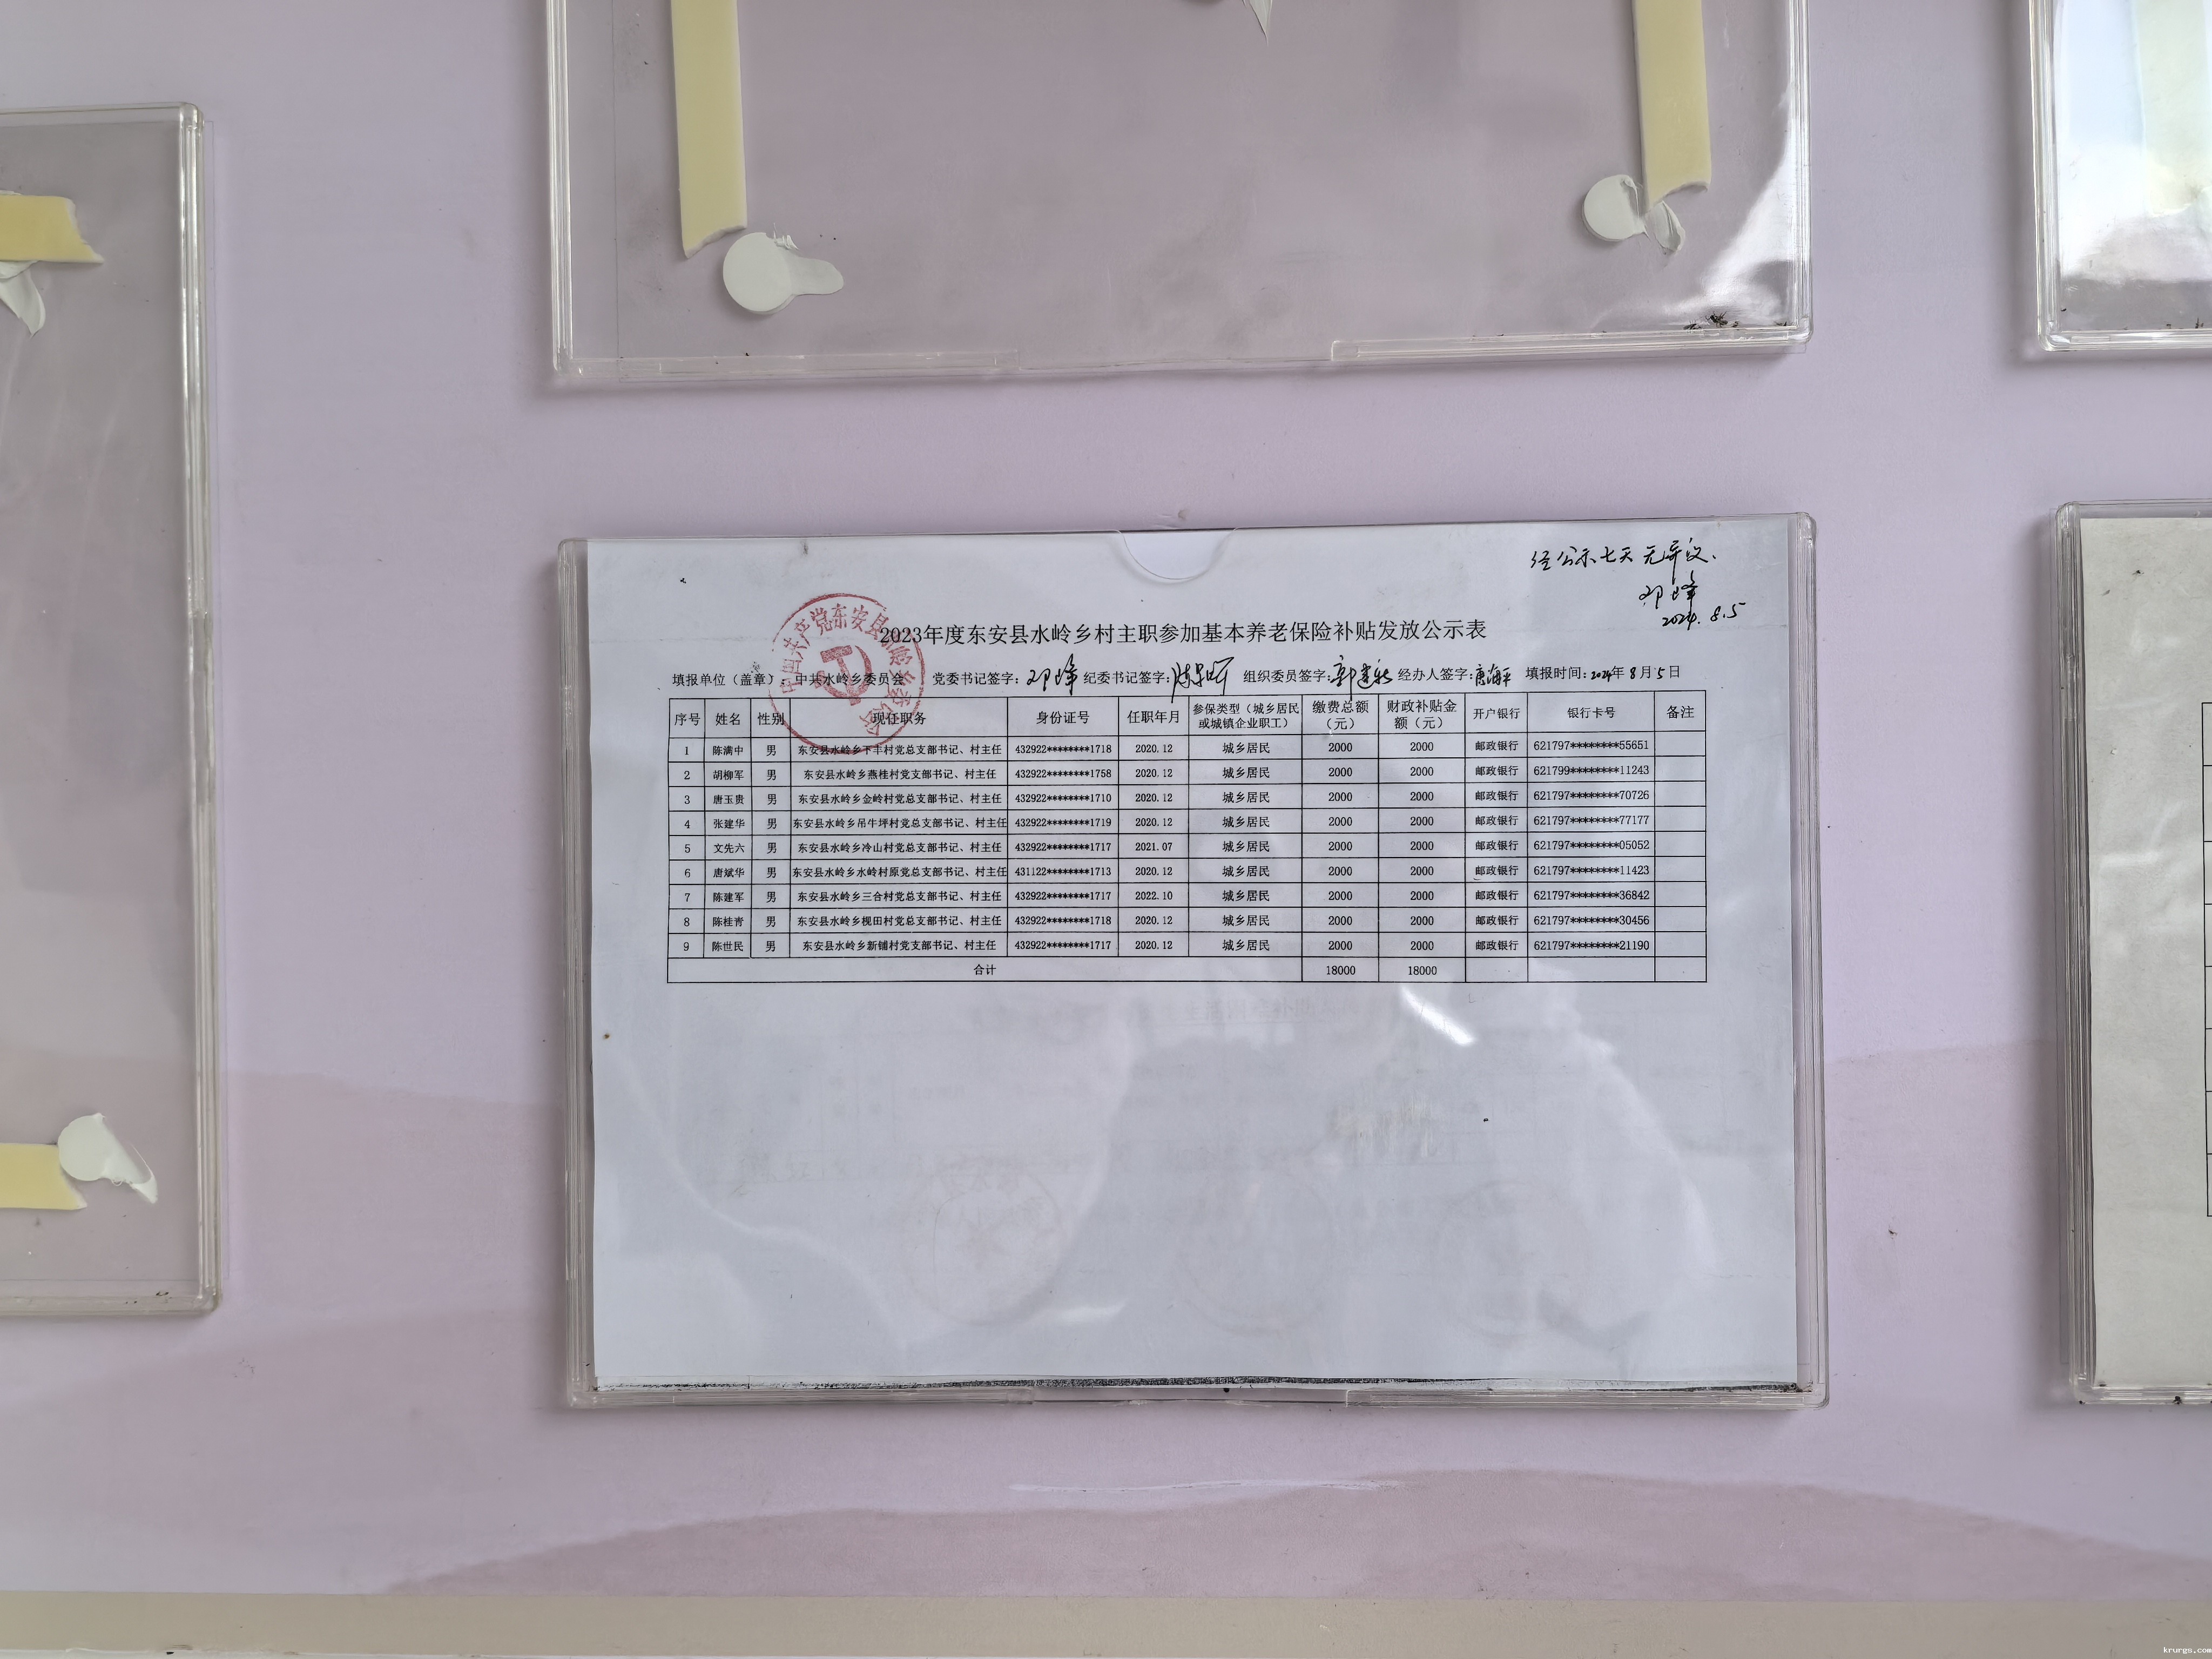 经公示七天无异议.
邓峰
2024.8.5
2023年度东安县水岭乡村主职参加基本养老保险补贴发放公示表
填报单位（盖章）：中共水岭乡委员会 党委书记签字：邓峰 纪委书记签字： 组织委员签字： 经办人签字：唐海平 填报时间：2024年8月5日
序号 姓名 性别 现任职务 身份证号 任职年月 参保类型（城乡居民或城镇企业职工） 缴费总额（元） 财政补贴金额（元） 开户银行 银行卡号 备注
1 陈满中 男 东安县水岭乡下丰村党总支部书记、村主任 432922********1718 2020.12 城乡居民 2000 2000 邮政银行 621797********55651
2 胡柳军 男 东安县水岭乡燕桂村党支部书记、村主任 432922********1758 2020.12 城乡居民 2000 2000 邮政银行 621799********11243
3 唐玉贵 男 东安县水岭乡金岭村党总支部书记、村主任 432922********1710 2020.12 城乡居民 2000 2000 邮政银行 621797********70726
4 张建华 男 东安县水岭乡吊牛坪村党总支部书记、村主任 432922********1719 2020.12 城乡居民 2000 2000 邮政银行 621797********77177
5 文先六 男 东安县水岭乡冷山村党总支部书记、村主任 432922********1717 2021.07 城乡居民 2000 2000 邮政银行 621797********05052
6 唐斌华 男 东安县水岭乡水岭村原党总支部书记、村主任 431122********1713 2020.12 城乡居民 2000 2000 邮政银行 621797********11423
7 陈建军 男 东安县水岭乡三合村党总支部书记、村主任 432922********1717 2022.10 城乡居民 2000 2000 邮政银行 621797********36842
8 陈桂青 男 东安县水岭乡枧田村党总支部书记、村主任 432922********1718 2020.12 城乡居民 2000 2000 邮政银行 621797********30456
9 陈世民 男 东安县水岭乡新铺村党支部书记、村主任 432922********1717 2020.12 城乡居民 2000 2000 邮政银行 621797********21190
合计 18000 18000
krurgs.com